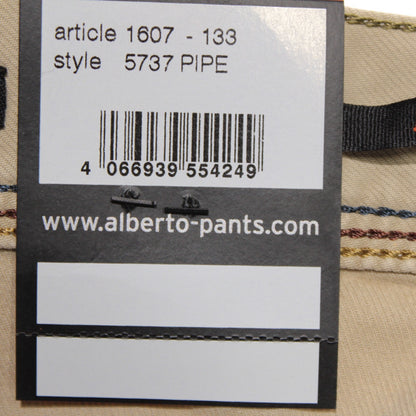 article 1607 - 133
style 5737 PIPE
4 066939 554249
www.alberto-pants.com